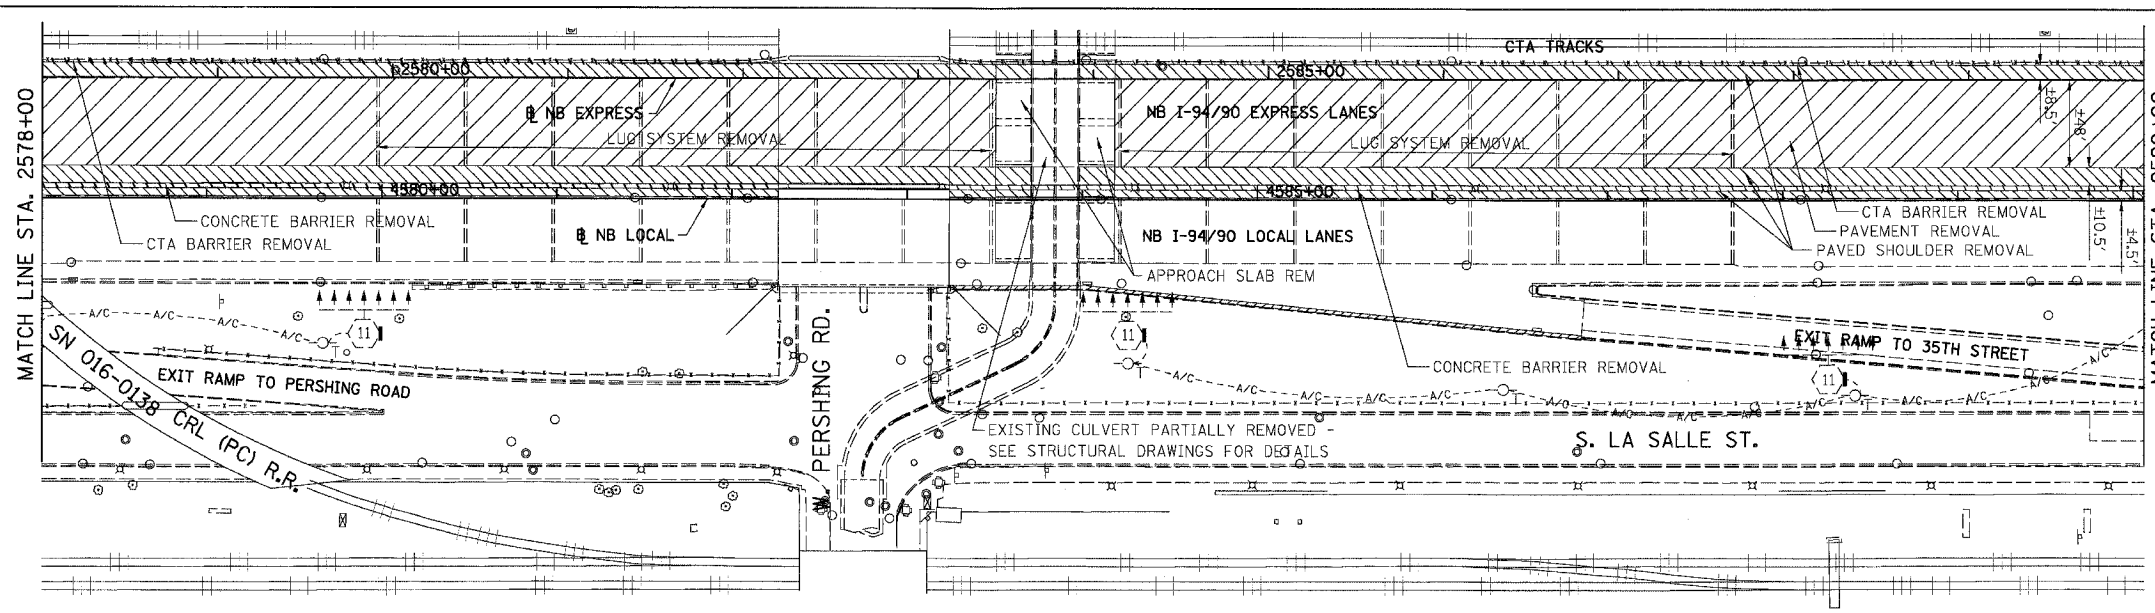 CTA TRACKS
2580+00
2585+00
℄ NB EXPRESS
NB I-94/90 EXPRESS LANES
LUG SYSTEM REMOVAL
LUG SYSTEM REMOVAL
±8.5'
±48'
4580+00
4585+00
MATCH LINE STA. 2578+00
CONCRETE BARRIER REMOVAL
CTA BARRIER REMOVAL
NB LOCAL
NB I-94/90 LOCAL LANES
CTA BARRIER REMOVAL
PAVEMENT REMOVAL
PAVED SHOULDER REMOVAL
±10.5'
±4.5'
APPROACH SLAB REM
A/C A/C A/C A/C
11
11
11
SN 016-0138 CRL (PC) R.R.
EXIT RAMP TO PERSHING ROAD
W. PERSHING RD.
EXIT RAMP TO 35TH STREET
CONCRETE BARRIER REMOVAL
A/C A/C A/C A/C A/C A/C A/C A/C A/C A/C A/C
EXISTING CULVERT PARTIALLY REMOVED -
SEE STRUCTURAL DRAWINGS FOR DETAILS
S. LA SALLE ST.